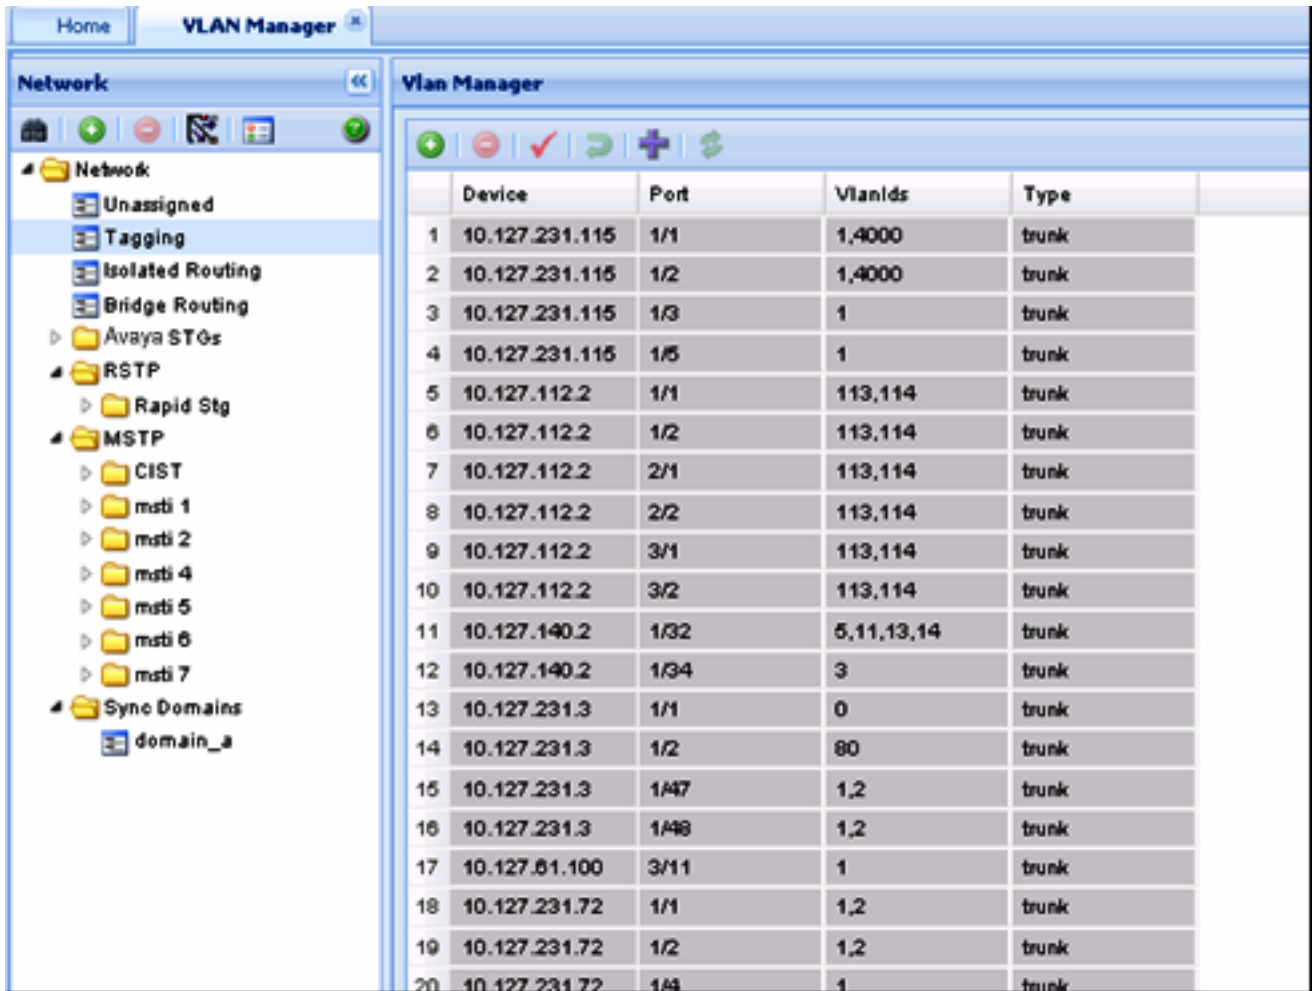 Home
VLAN Manager
Network
Network
Unassigned
Tagging
Isolated Routing
Bridge Routing
Avaya STGs
RSTP
Rapid Stg
MSTP
CIST
msti 1
msti 2
msti 4
msti 5
msti 6
msti 7
Sync Domains
domain_a
Vlan Manager
Device Port VlanIds Type
1 10.127.231.115 1/1 1,4000 trunk
2 10.127.231.115 1/2 1,4000 trunk
3 10.127.231.115 1/3 1 trunk
4 10.127.231.115 1/5 1 trunk
5 10.127.112.2 1/1 113,114 trunk
6 10.127.112.2 1/2 113,114 trunk
7 10.127.112.2 2/1 113,114 trunk
8 10.127.112.2 2/2 113,114 trunk
9 10.127.112.2 3/1 113,114 trunk
10 10.127.112.2 3/2 113,114 trunk
11 10.127.140.2 1/32 5,11,13,14 trunk
12 10.127.140.2 1/34 3 trunk
13 10.127.231.3 1/1 0 trunk
14 10.127.231.3 1/2 80 trunk
15 10.127.231.3 1/47 1,2 trunk
16 10.127.231.3 1/48 1,2 trunk
17 10.127.61.100 3/11 1 trunk
18 10.127.231.72 1/1 1,2 trunk
19 10.127.231.72 1/2 1,2 trunk
20 10.127.231.72 1/4 1 trunk